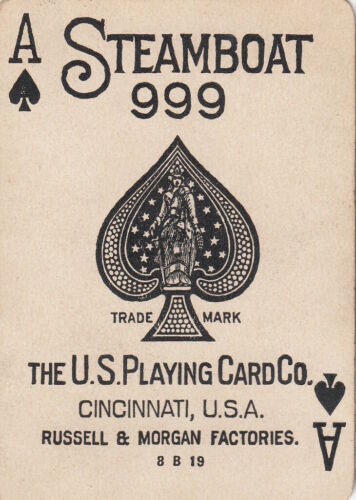 A
STEAMBOAT
999
TRADE MARK
THE U.S. PLAYING CARD CO.
CINCINNATI, U.S.A.
RUSSELL & MORGAN FACTORIES.
8 B 19
A